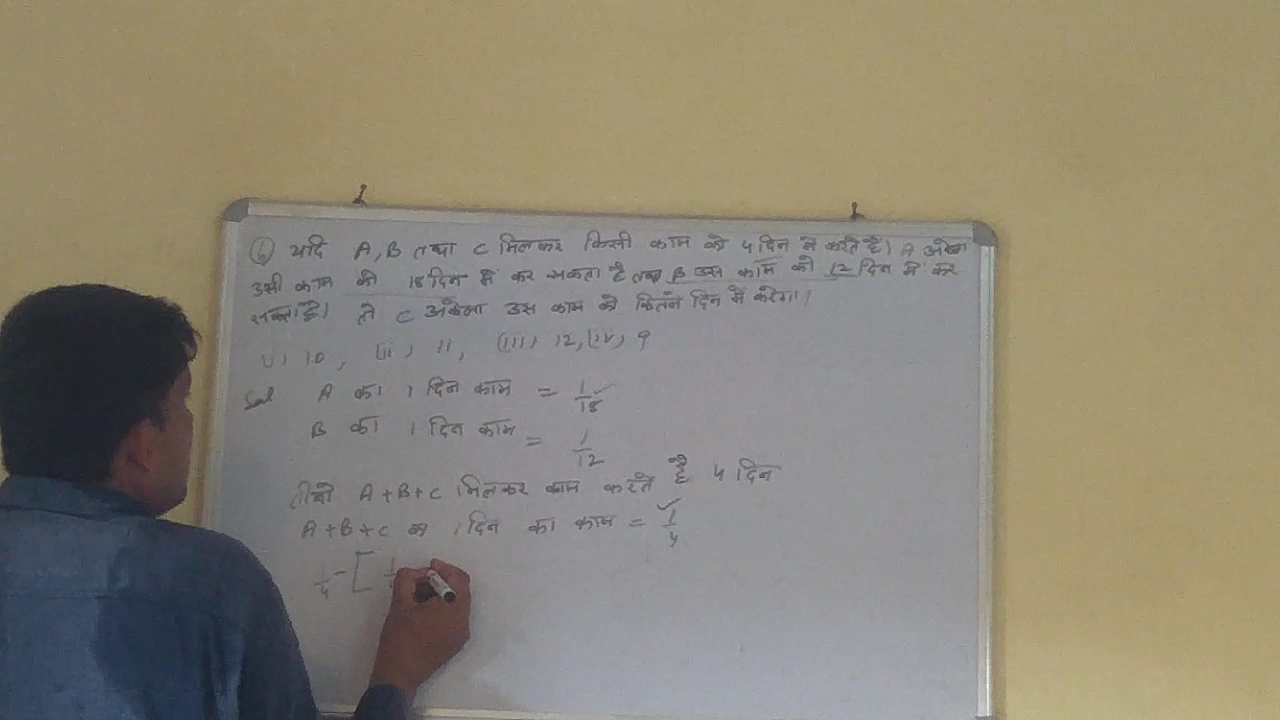 ⑥ यदि A, B तथा C मिलकर किसी काम को 4 दिन में करते है। A अकेला
उसी काम को 18 दिन में कर सकता है तथा B उस काम को 12 दिन में कर
सकता है। तो C अकेला उस काम को कितने दिन में करेगा।
(i) 10, (ii) 11, (iii) 12, (iv) 9
Sol A का 1 दिन काम = 1/18
B का 1 दिन काम = 1/12
तीनो A+B+C मिलकर काम करते है 4 दिन
A+B+C का 1 दिन का काम = 1/4
1/4 - [ 1